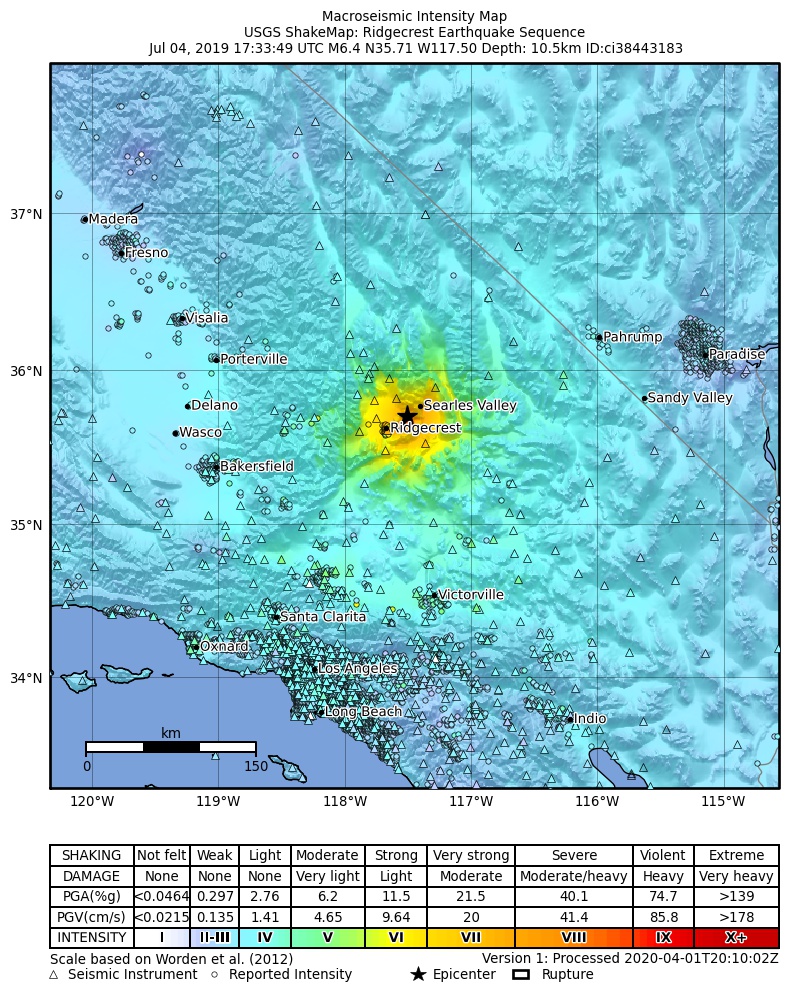 Macroseismic Intensity Map
USGS ShakeMap: Ridgecrest Earthquake Sequence
Jul 04, 2019 17:33:49 UTC M6.4 N35.71 W117.50 Depth: 10.5km ID:ci38443183
37°N
Madera
Fresno
Visalia
Pahrump
Porterville
Paradise
36°N
Delano
Searles Valley
Sandy Valley
Wasco
Ridgecrest
Bakersfield
35°N
Victorville
Santa Clarita
Oxnard
Los Angeles
34°N
Long Beach
Indio
km
0 150
120°W 119°W 118°W 117°W 116°W 115°W
SHAKING Not felt Weak Light Moderate Strong Very strong Severe Violent Extreme
DAMAGE None None None Very light Light Moderate Moderate/heavy Heavy Very heavy
PGA(%g) <0.0464 0.297 2.76 6.2 11.5 21.5 40.1 74.7 >139
PGV(cm/s) <0.0215 0.135 1.41 4.65 9.64 20 41.4 85.8 >178
INTENSITY I II-III IV V VI VII VIII IX X+
Scale based on Worden et al. (2012) Version 1: Processed 2020-04-01T20:10:02Z
Seismic Instrument Reported Intensity Epicenter Rupture